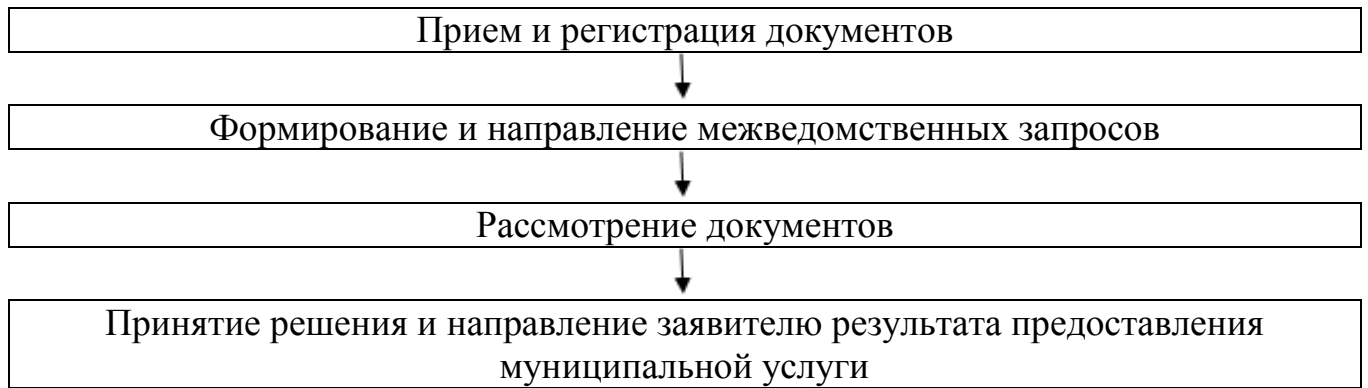 Прием и регистрация документов
Формирование и направление межведомственных запросов
Рассмотрение документов
Принятие решения и направление заявителю результата предоставления
муниципальной услуги